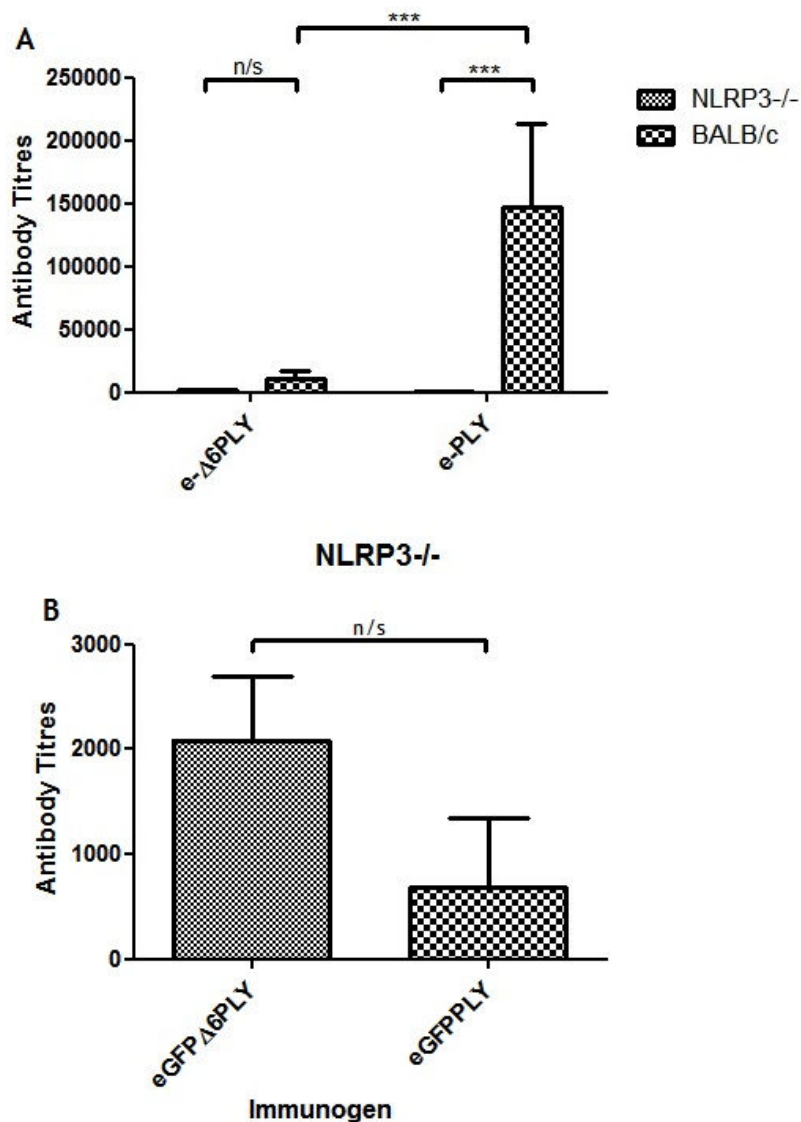 A
***
n/s
***
NLRP3-/-
BALB/c
250000
200000
150000
100000
50000
0
Antibody Titres
e-Δ6PLY
e-PLY
NLRP3-/-
B
n/s
3000
2000
1000
0
Antibody Titres
eGFPΔ6PLY
eGFPPLY
Immunogen